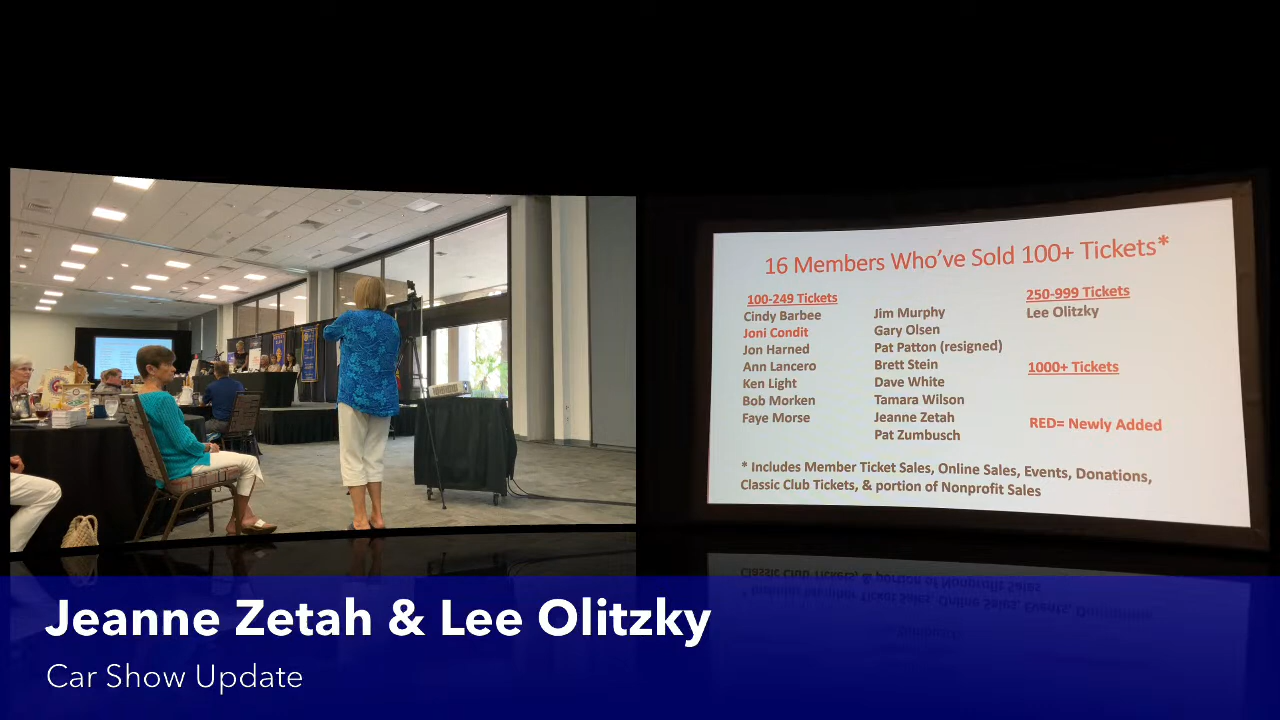 16 Members Who've Sold 100+ Tickets*
100-249 Tickets
Cindy Barbee
Joni Condit
Jon Harned
Ann Lancero
Ken Light
Bob Morken
Faye Morse
Jim Murphy
Gary Olsen
Pat Patton (resigned)
Brett Stein
Dave White
Tamara Wilson
Jeanne Zetah
Pat Zumbusch
250-999 Tickets
Lee Olitzky
1000+ Tickets
RED= Newly Added
* Includes Member Ticket Sales, Online Sales, Events, Donations,
Classic Club Tickets, & portion of Nonprofit Sales
Jeanne Zetah & Lee Olitzky
Car Show Update